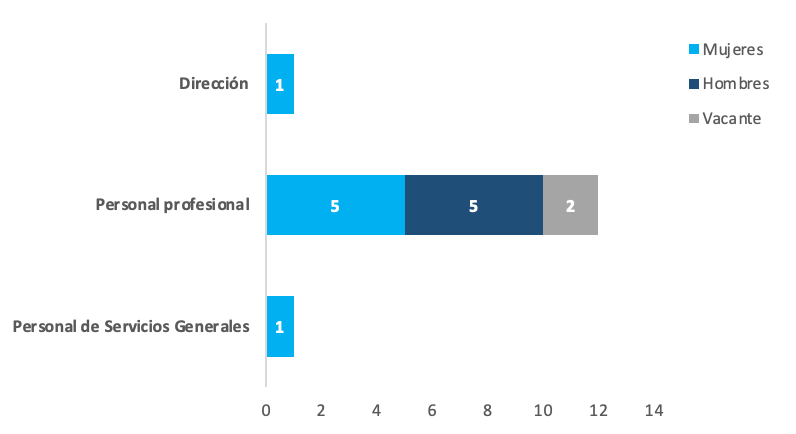 Mujeres
Hombres
Vacante
Dirección
1
Personal profesional
5 5 2
Personal de Servicios Generales
1
0 2 4 6 8 10 12 14